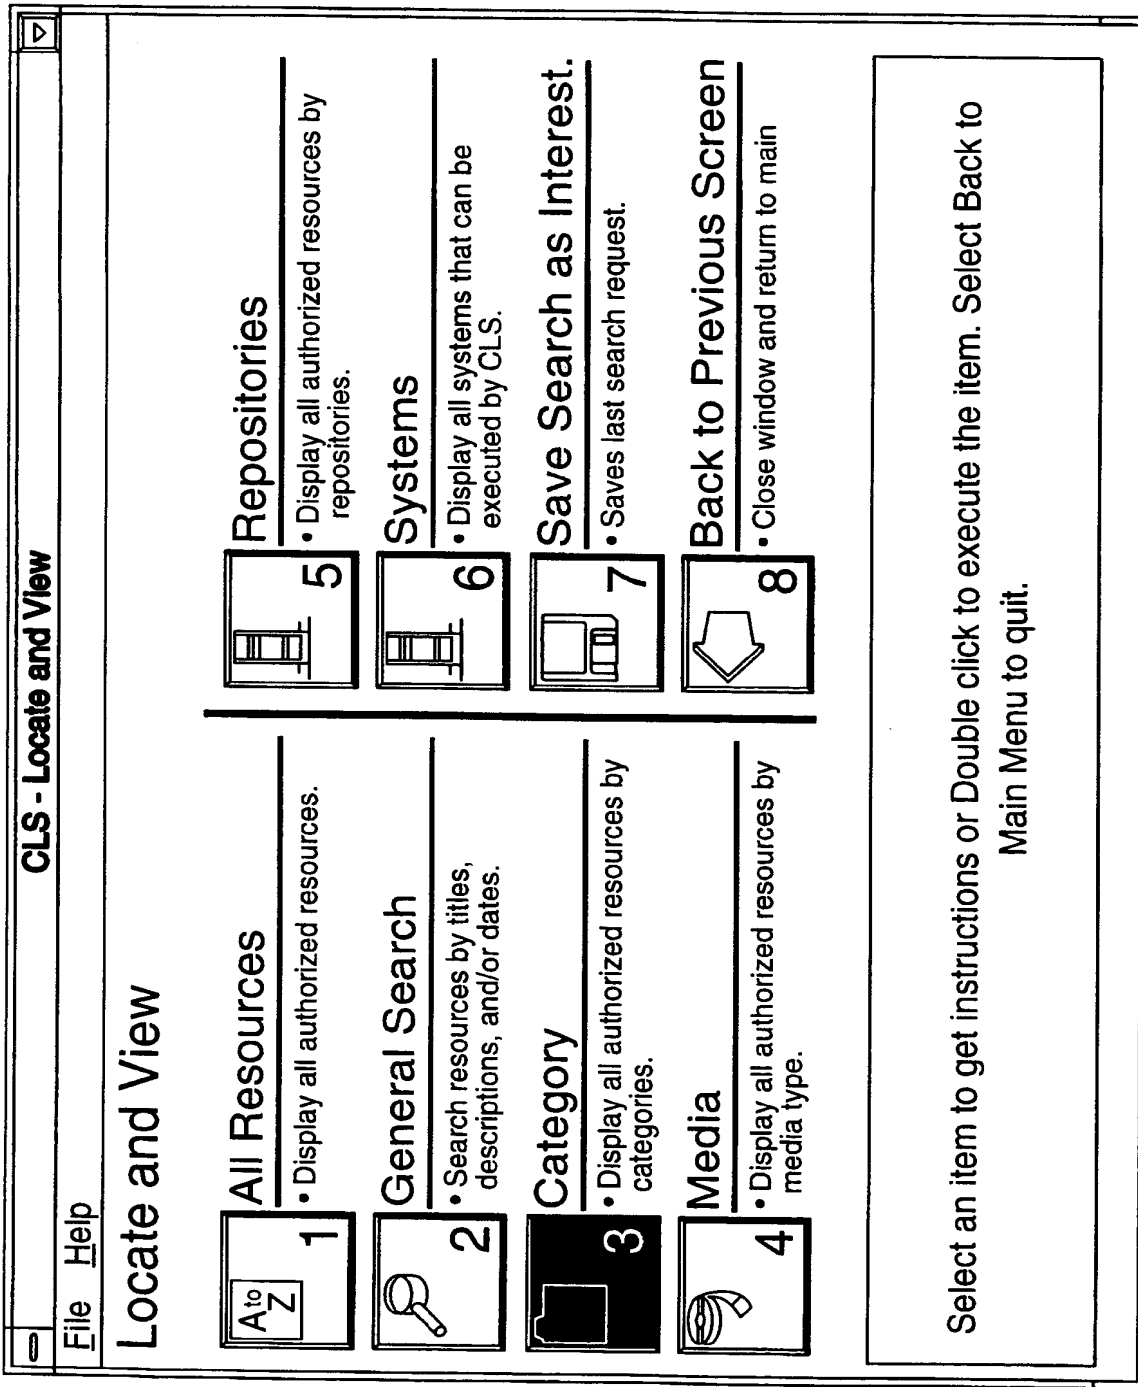 CLS - Locate and View
File Help
Locate and View
A to Z
1
All Resources
• Display all authorized resources.
2
General Search
• Search resources by titles,
descriptions, and/or dates.
3
Category
• Display all authorized resources by
categories.
4
Media
• Display all authorized resources by
media type.
5
Repositories
• Display all authorized resources by
repositories.
6
Systems
• Display all systems that can be
executed by CLS.
7
Save Search as Interest.
• Saves last search request.
8
Back to Previous Screen
• Close window and return to main
Select an item to get instructions or Double click to execute the item. Select Back to
Main Menu to quit.